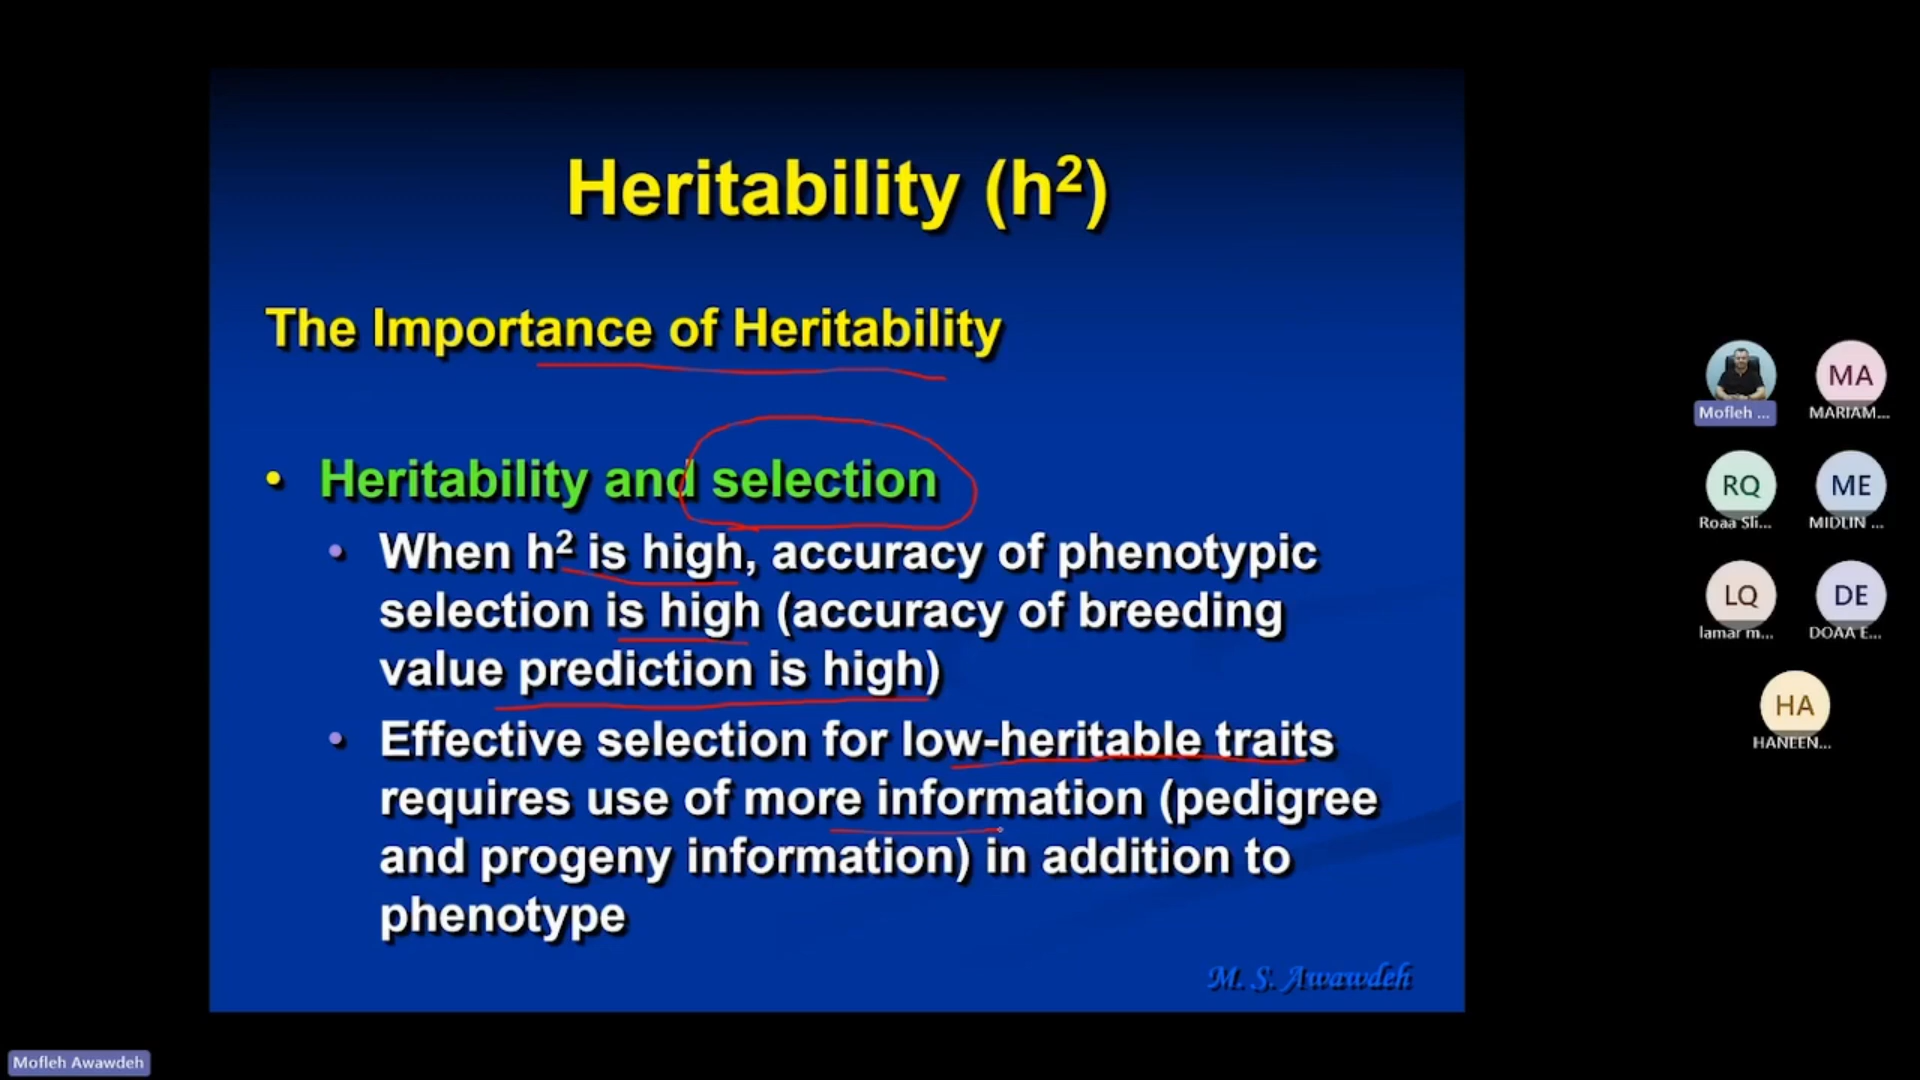 Heritability (h²)
The Importance of Heritability
• Heritability and selection
• When h² is high, accuracy of phenotypic
selection is high (accuracy of breeding
value prediction is high)
• Effective selection for low-heritable traits
requires use of more information (pedigree
and progeny information) in addition to
phenotype
M. S. Awawdeh
Mofleh ...
MA
MARIAM...
RQ
Roaa Sli...
ME
MIDLIN ...
LQ
lamar m...
DE
DOAA E...
HA
HANEEN...
Mofleh Awawdeh